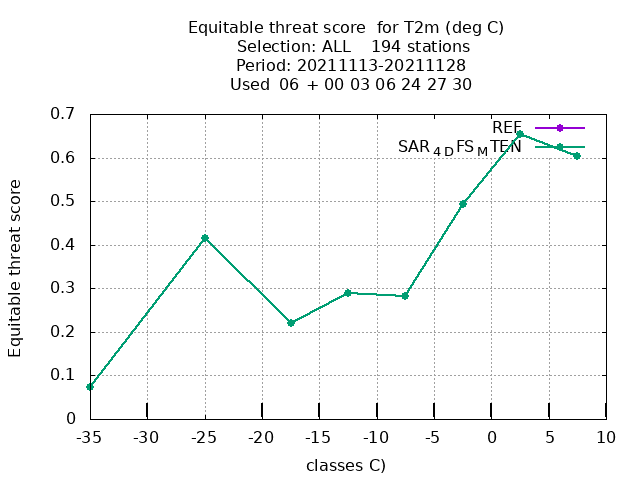 Equitable threat score for T2m (deg C)
Selection: ALL 194 stations
Period: 20211113-20211128
Used 06 + 00 03 06 24 27 30
REF
SAR 4 D FS M TEN
Equitable threat score
0.7
0.6
0.5
0.4
0.3
0.2
0.1
0
-35 -30 -25 -20 -15 -10 -5 0 5 10
classes C)